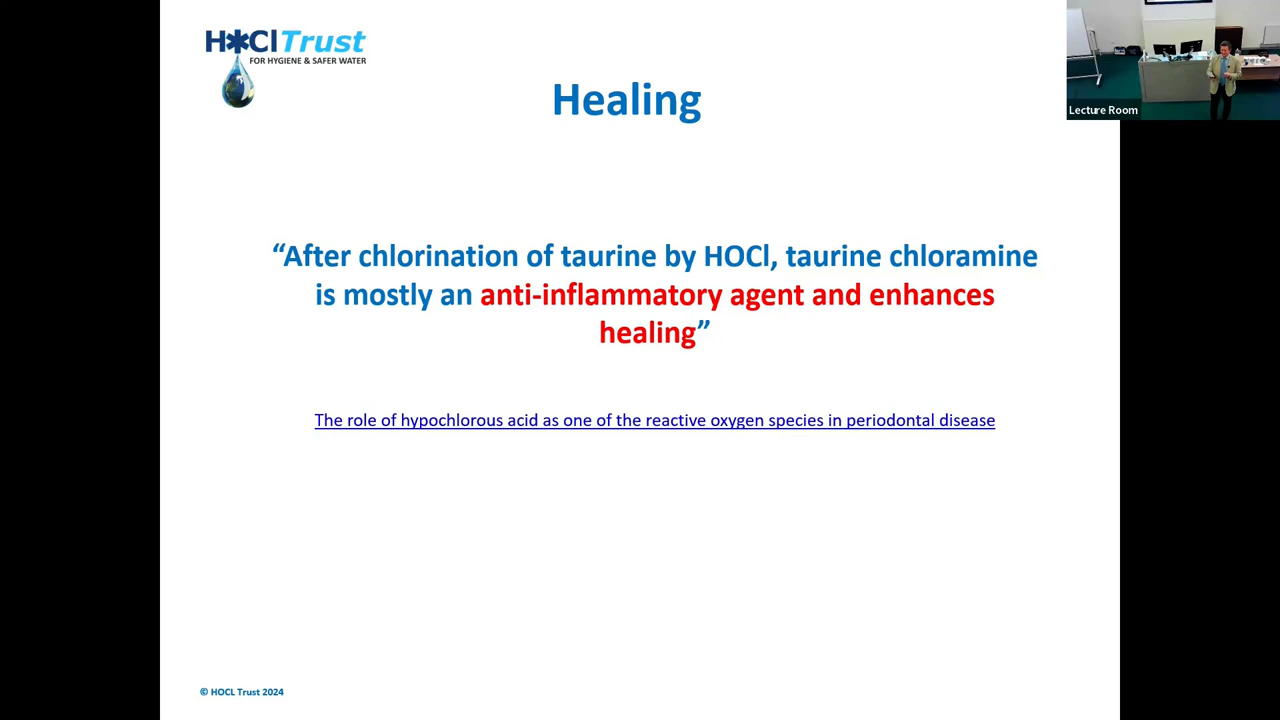 H*Cl Trust
FOR HYGIENE & SAFER WATER
Healing
“After chlorination of taurine by HOCl, taurine chloramine
is mostly an anti-inflammatory agent and enhances
healing”
The role of hypochlorous acid as one of the reactive oxygen species in periodontal disease
© HOCL Trust 2024
Lecture Room